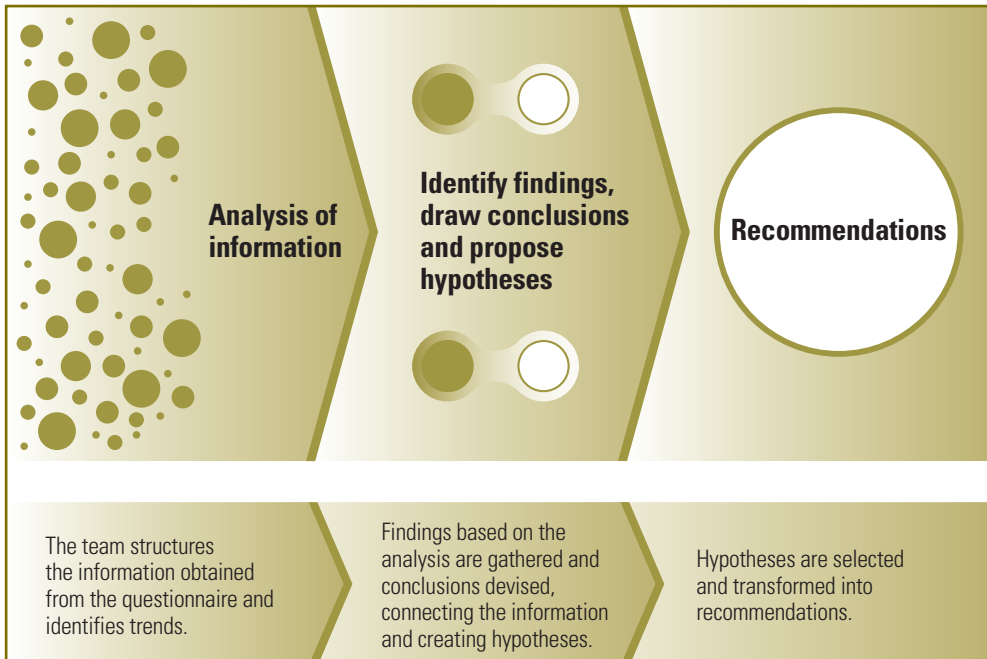 Analysis of
information
Identify findings,
draw conclusions
and propose
hypotheses
Recommendations
The team structures
the information obtained
from the questionnaire and
identifies trends.
Findings based on the
analysis are gathered and
conclusions devised,
connecting the information
and creating hypotheses.
Hypotheses are selected
and transformed into
recommendations.